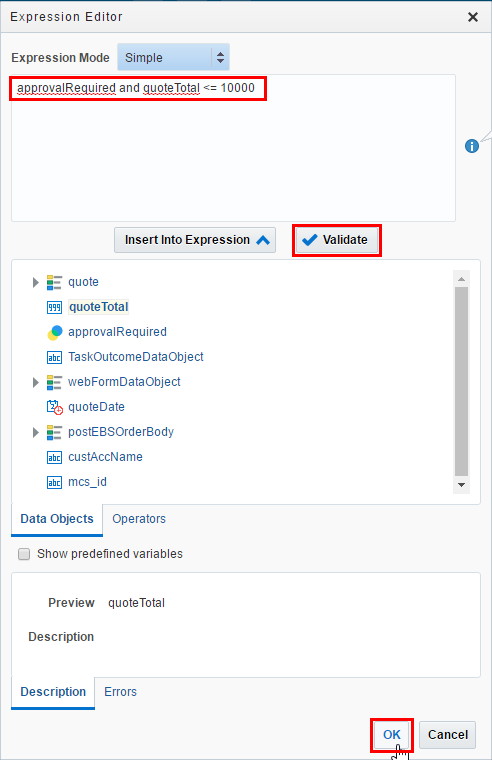 Expression Editor
Expression Mode Simple
approvalRequired and quoteTotal <= 10000
Insert Into Expression Validate
quote
999 quoteTotal
approvalRequired
abc TaskOutcomeDataObject
webFormDataObject
quoteDate
postEBSOrderBody
abc custAccName
abc mcs_id
Data Objects Operators
Show predefined variables
Preview quoteTotal
Description
Description Errors
OK Cancel